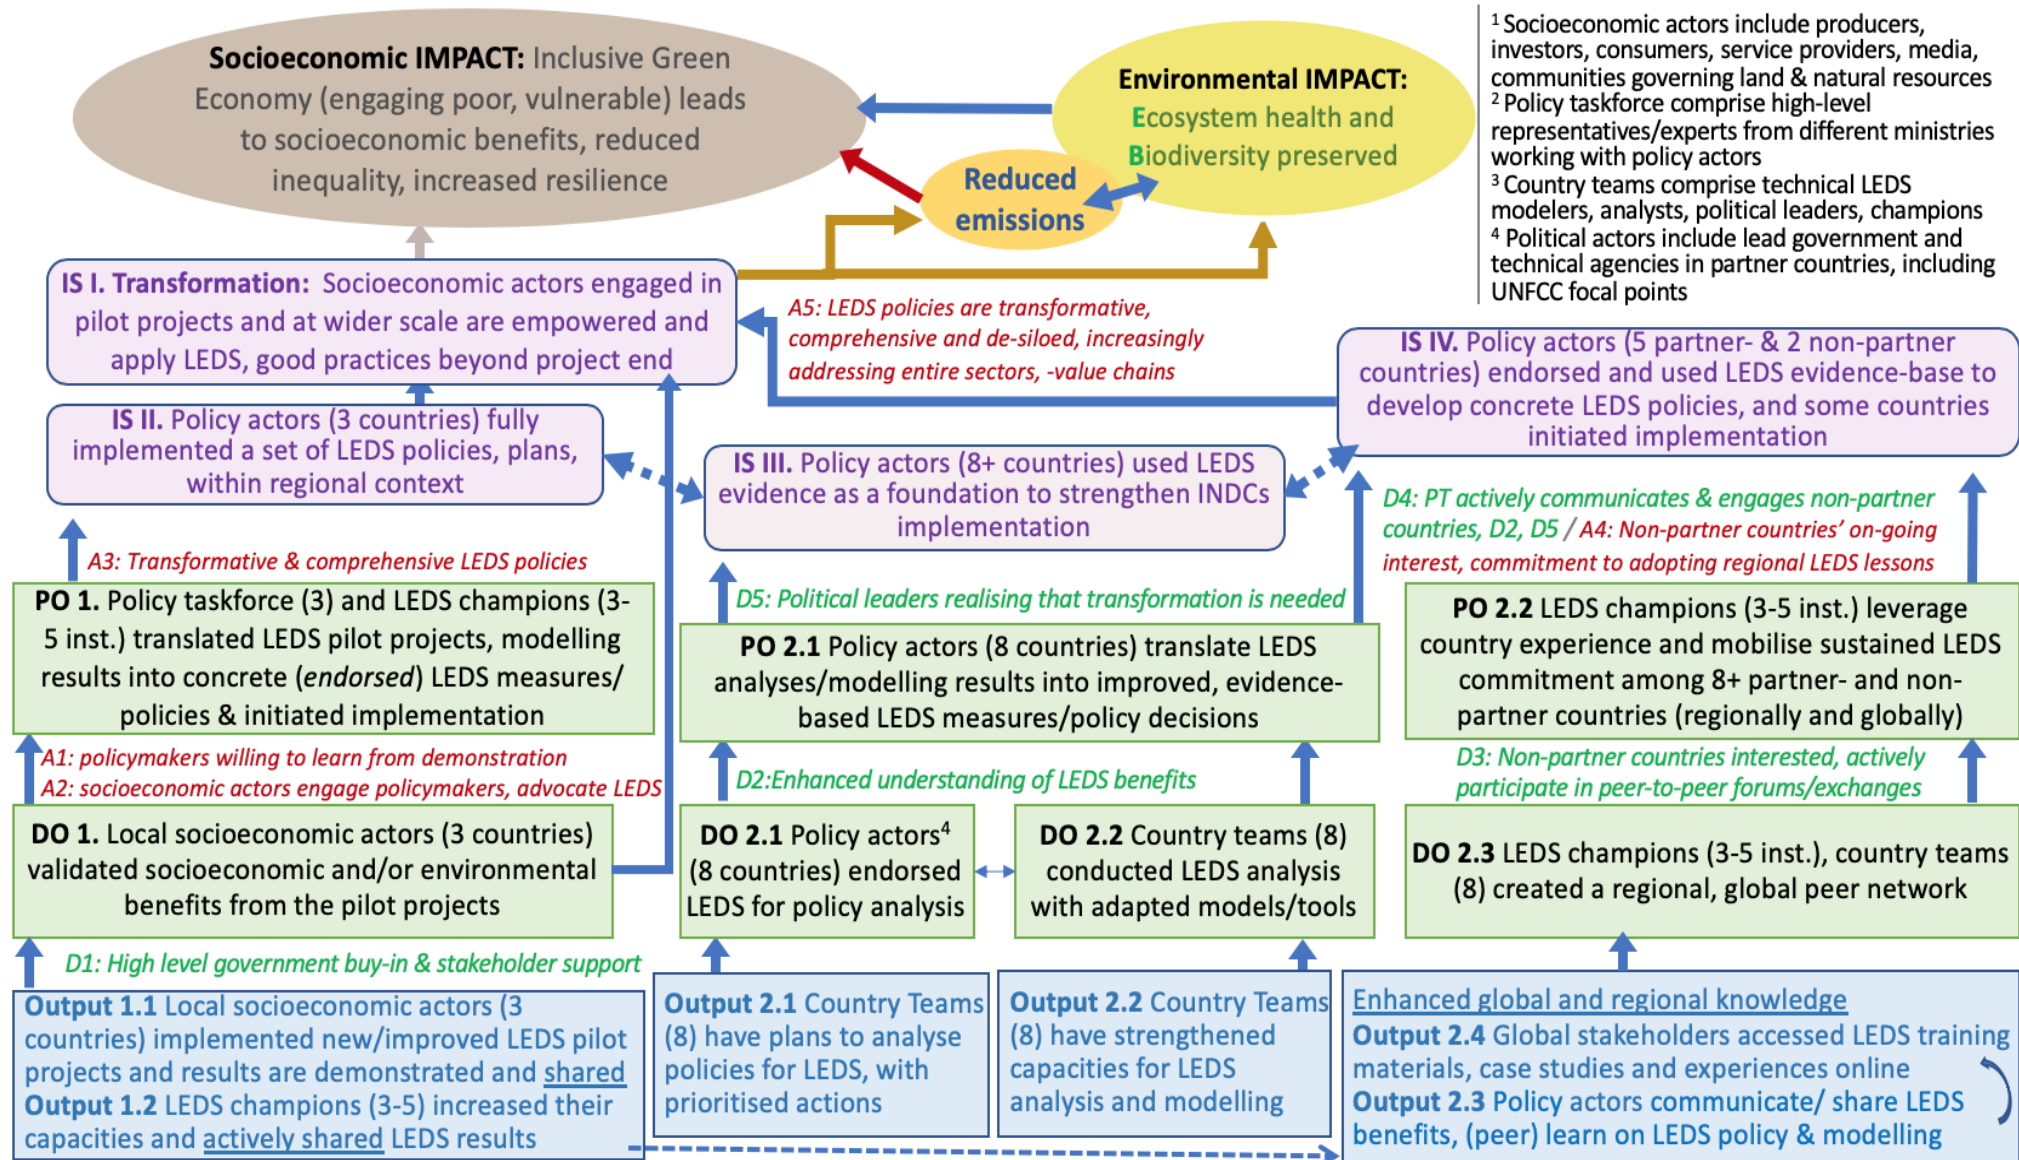 Socioeconomic IMPACT: Inclusive Green
Economy (engaging poor, vulnerable) leads
to socioeconomic benefits, reduced
inequality, increased resilience
Environmental IMPACT:
Ecosystem health and
Biodiversity preserved
Reduced
emissions
¹ Socioeconomic actors include producers,
investors, consumers, service providers, media,
communities governing land & natural resources
² Policy taskforce comprise high-level
representatives/experts from different ministries
working with policy actors
³ Country teams comprise technical LEDS
modelers, analysts, political leaders, champions
⁴ Political actors include lead government and
technical agencies in partner countries, including
UNFCC focal points
IS I. Transformation: Socioeconomic actors engaged in
pilot projects and at wider scale are empowered and
apply LEDS, good practices beyond project end
A5: LEDS policies are transformative,
comprehensive and de-siloed, increasingly
addressing entire sectors, -value chains
IS IV. Policy actors (5 partner- & 2 non-partner
countries) endorsed and used LEDS evidence-base to
develop concrete LEDS policies, and some countries
initiated implementation
IS II. Policy actors (3 countries) fully
implemented a set of LEDS policies, plans,
within regional context
IS III. Policy actors (8+ countries) used LEDS
evidence as a foundation to strengthen INDCs
implementation
D4: PT actively communicates & engages non-partner
countries, D2, D5 / A4: Non-partner countries' on-going
interest, commitment to adopting regional LEDS lessons
A3: Transformative & comprehensive LEDS policies
D5: Political leaders realising that transformation is needed
PO 1. Policy taskforce (3) and LEDS champions (3-
5 inst.) translated LEDS pilot projects, modelling
results into concrete (endorsed) LEDS measures/
policies & initiated implementation
PO 2.1 Policy actors (8 countries) translate LEDS
analyses/modelling results into improved, evidence-
based LEDS measures/policy decisions
PO 2.2 LEDS champions (3-5 inst.) leverage
country experience and mobilise sustained LEDS
commitment among 8+ partner- and non-
partner countries (regionally and globally)
A1: policymakers willing to learn from demonstration
A2: socioeconomic actors engage policymakers, advocate LEDS
D2:Enhanced understanding of LEDS benefits
D3: Non-partner countries interested, actively
participate in peer-to-peer forums/exchanges
DO 1. Local socioeconomic actors (3 countries)
validated socioeconomic and/or environmental
benefits from the pilot projects
DO 2.1 Policy actors⁴
(8 countries) endorsed
LEDS for policy analysis
DO 2.2 Country teams (8)
conducted LEDS analysis
with adapted models/tools
DO 2.3 LEDS champions (3-5 inst.), country teams
(8) created a regional, global peer network
D1: High level government buy-in & stakeholder support
Output 1.1 Local socioeconomic actors (3
countries) implemented new/improved LEDS pilot
projects and results are demonstrated and shared
Output 1.2 LEDS champions (3-5) increased their
capacities and actively shared LEDS results
Output 2.1 Country Teams
(8) have plans to analyse
policies for LEDS, with
prioritised actions
Output 2.2 Country Teams
(8) have strengthened
capacities for LEDS
analysis and modelling
Enhanced global and regional knowledge
Output 2.4 Global stakeholders accessed LEDS training
materials, case studies and experiences online
Output 2.3 Policy actors communicate/ share LEDS
benefits, (peer) learn on LEDS policy & modelling